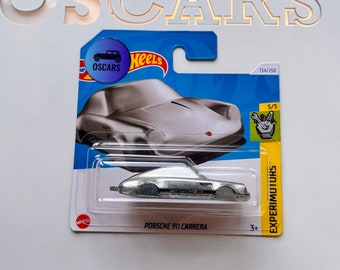 OSCARS
OSCARS
Wheels
134/250
5/5
EXPERIMOTORS
PORSCHE 911 CARRERA
3+